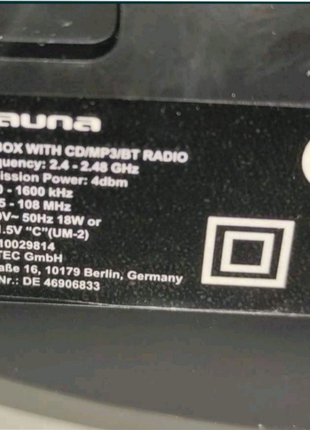 auna
BOX WITH CD/MP3/BT RADIO
quency: 2.4 - 2.48 GHz
ission Power: 4dbm
0 - 1600 kHz
5 - 108 MHz
0V~ 50Hz 18W or
1.5V "C"(UM-2)
10029814
TEC GmbH
aße 16, 10179 Berlin, Germany
Nr.: DE 46906833